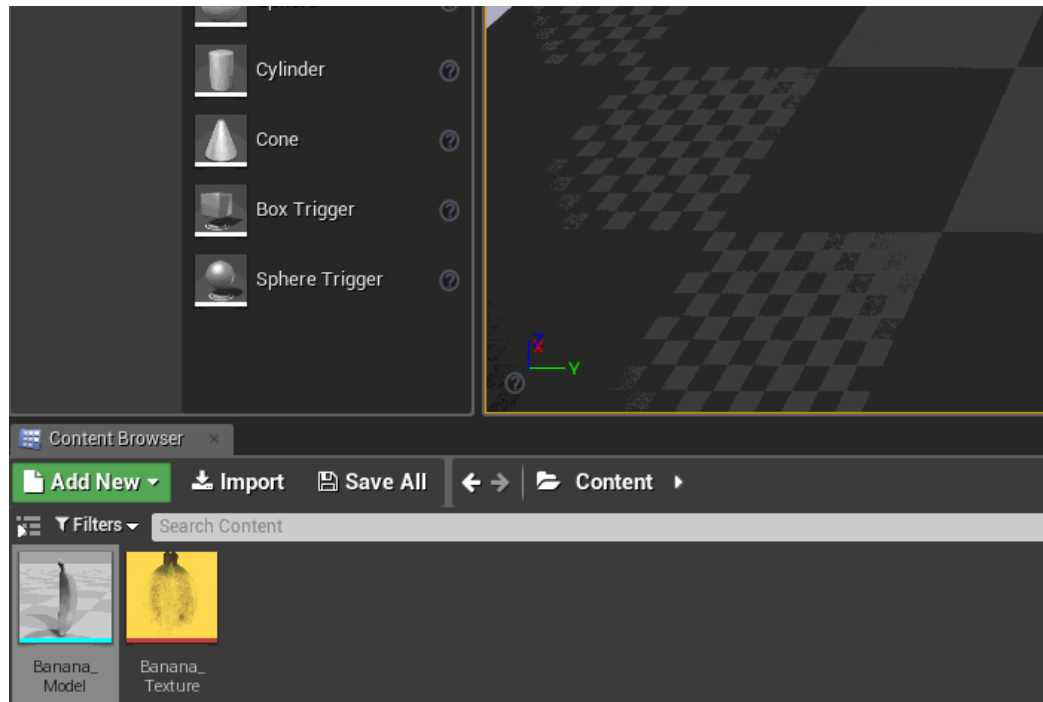 Cylinder
Cone
Box Trigger
Sphere Trigger
Z
X
Y
Content Browser
Add New Import Save All Content
Filters Search Content
Banana_ Banana_
Model Texture